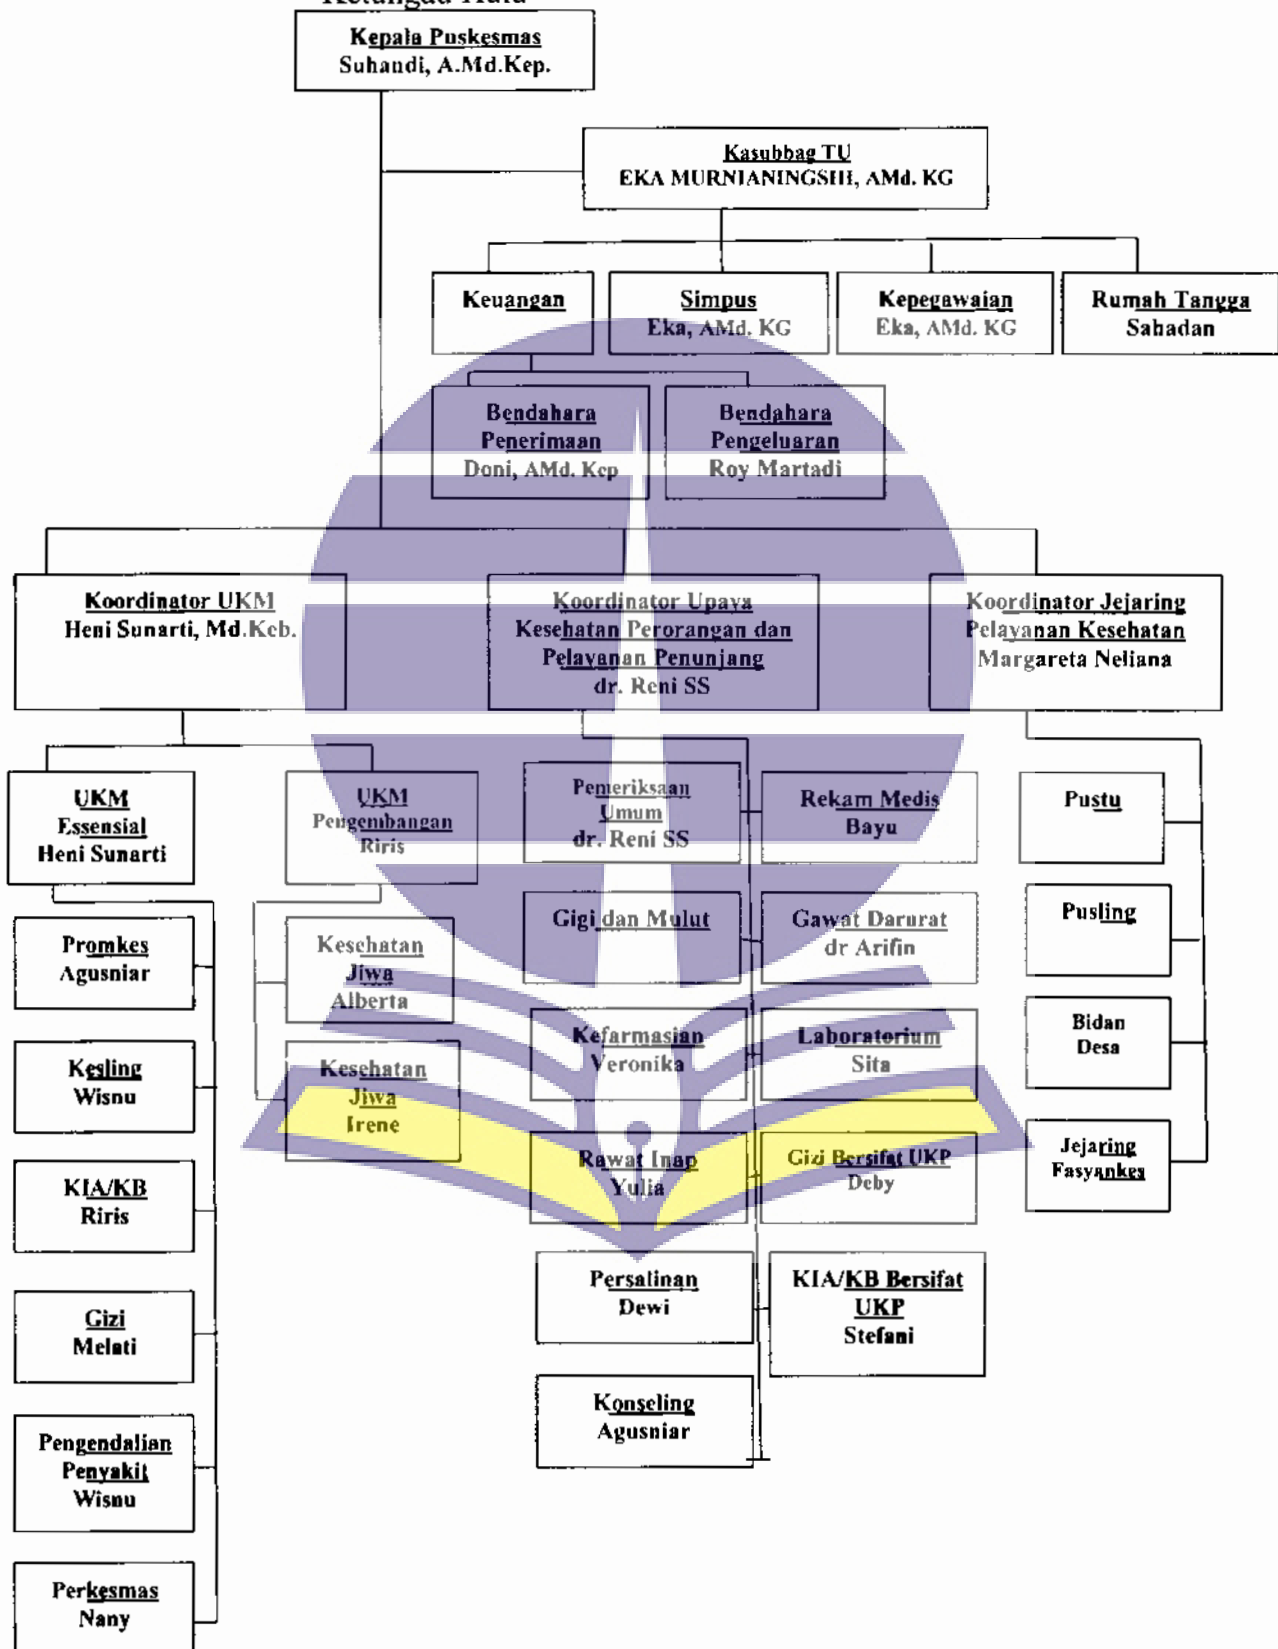 Ketungau Hulu
Kepala Puskesmas
Suhandi, A.Md.Kep.
Kasubbag TU
EKA MURNIANINGSIH, AMd. KG
Keuangan
Simpus
Eka, AMd. KG
Kepegawaian
Eka, AMd. KG
Rumah Tangga
Sahadan
Bendahara
Penerimaan
Doni, AMd. Kep
Bendahara
Pengeluaran
Roy Martadi
Koordinator UKM
Heni Sunarti, Md.Keb.
Koordinator Upaya
Kesehatan Perorangan dan
Pelayanan Penunjang
dr. Reni SS
Koordinator Jejaring
Pelayanan Kesehatan
Margareta Neliana
UKM
Essensial
Heni Sunarti
UKM
Pengembangan
Riris
Pemeriksaan
Umum
dr. Reni SS
Rekam Medis
Bayu
Pustu
Promkes
Agusniar
Kesehatan
Jiwa
Alberta
Gigi dan Mulut
Gawat Darurat
dr Arifin
Pusling
Kesling
Wisnu
Kesehatan
Jiwa
Irene
Kefarmasian
Veronika
Laboratorium
Sita
Bidan
Desa
KIA/KB
Riris
Rawat Inap
Yulia
Gizi Bersifat UKP
Deby
Jejaring
Fasyankes
Gizi
Melati
Persalinan
Dewi
KIA/KB Bersifat
UKP
Stefani
Pengendalian
Penyakit
Wisnu
Konseling
Agusniar
Perkesmas
Nany